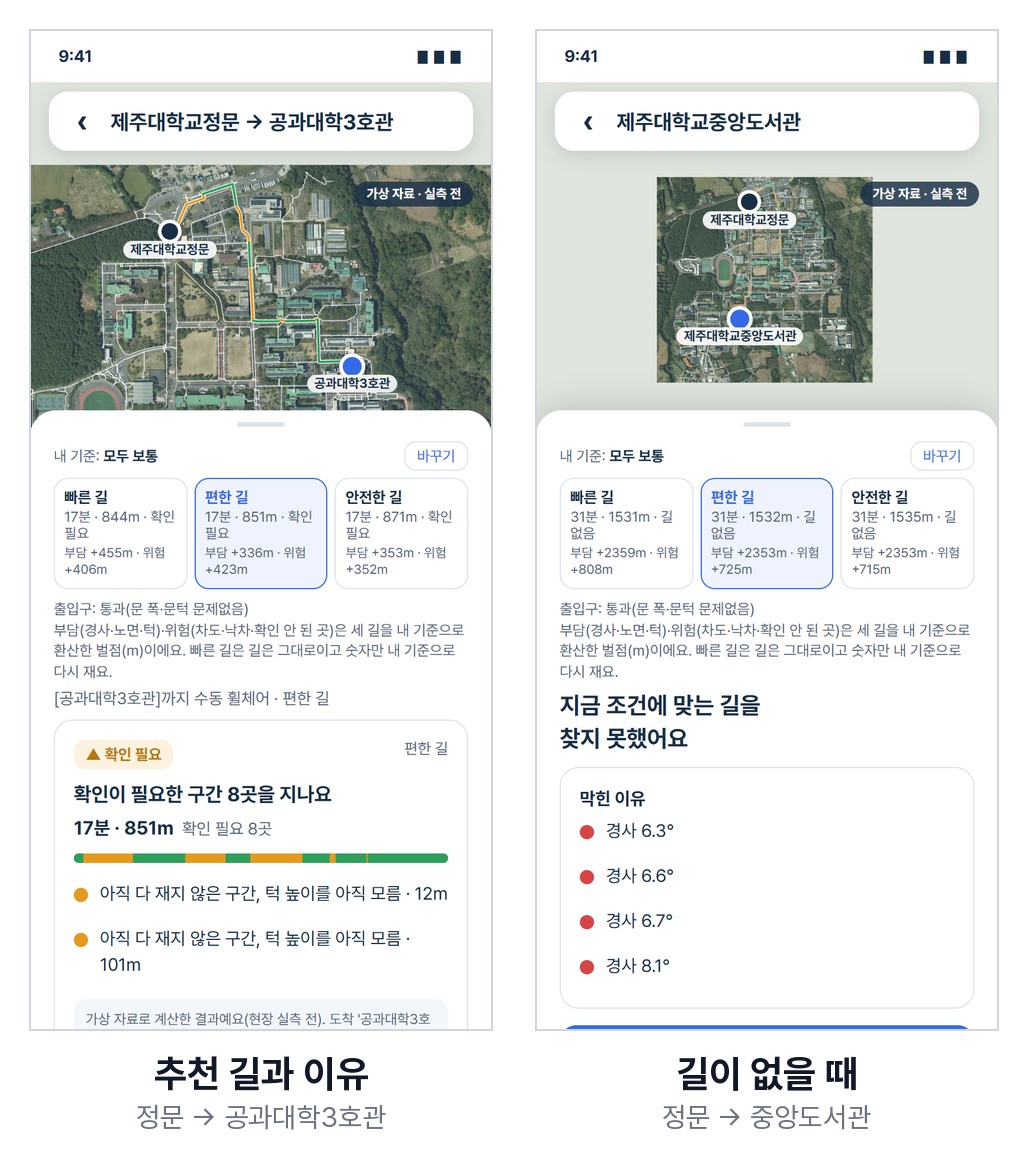 9:41
‹ 제주대학교정문 → 공과대학3호관
가상 자료 · 실측 전
제주대학교정문
공과대학3호관
내 기준: 모두 보통
바꾸기
빠른 길
17분 · 844m · 확인
필요
부담 +455m · 위험
+406m
편한 길
17분 · 851m · 확인
필요
부담 +336m · 위험
+423m
안전한 길
17분 · 871m · 확인
필요
부담 +353m · 위험
+352m
출입구: 통과(문 폭·문턱 문제없음)
부담(경사·노면·턱)·위험(차도·낙차·확인 안 된 곳)은 세 길을 내 기준으로
환산한 벌점(m)이에요. 빠른 길은 길은 그대로이고 숫자만 내 기준으로
다시 재요.
[공과대학3호관]까지 수동 휠체어 · 편한 길
▲ 확인 필요
편한 길
확인이 필요한 구간 8곳을 지나요
17분 · 851m 확인 필요 8곳
아직 다 재지 않은 구간, 턱 높이를 아직 모름 · 12m
아직 다 재지 않은 구간, 턱 높이를 아직 모름 ·
101m
가상 자료로 계산한 결과예요(현장 실측 전). 도착 '공과대학3호
추천 길과 이유
정문 → 공과대학3호관
9:41
‹ 제주대학교중앙도서관
가상 자료 · 실측 전
제주대학교정문
제주대학교중앙도서관
내 기준: 모두 보통
바꾸기
빠른 길
31분 · 1531m · 길
없음
부담 +2359m · 위험
+808m
편한 길
31분 · 1532m · 길
없음
부담 +2353m · 위험
+725m
안전한 길
31분 · 1535m · 길
없음
부담 +2353m · 위험
+715m
출입구: 통과(문 폭·문턱 문제없음)
부담(경사·노면·턱)·위험(차도·낙차·확인 안 된 곳)은 세 길을 내 기준으로
환산한 벌점(m)이에요. 빠른 길은 길은 그대로이고 숫자만 내 기준으로
다시 재요.
지금 조건에 맞는 길을
찾지 못했어요
막힌 이유
경사 6.3°
경사 6.6°
경사 6.7°
경사 8.1°
길이 없을 때
정문 → 중앙도서관